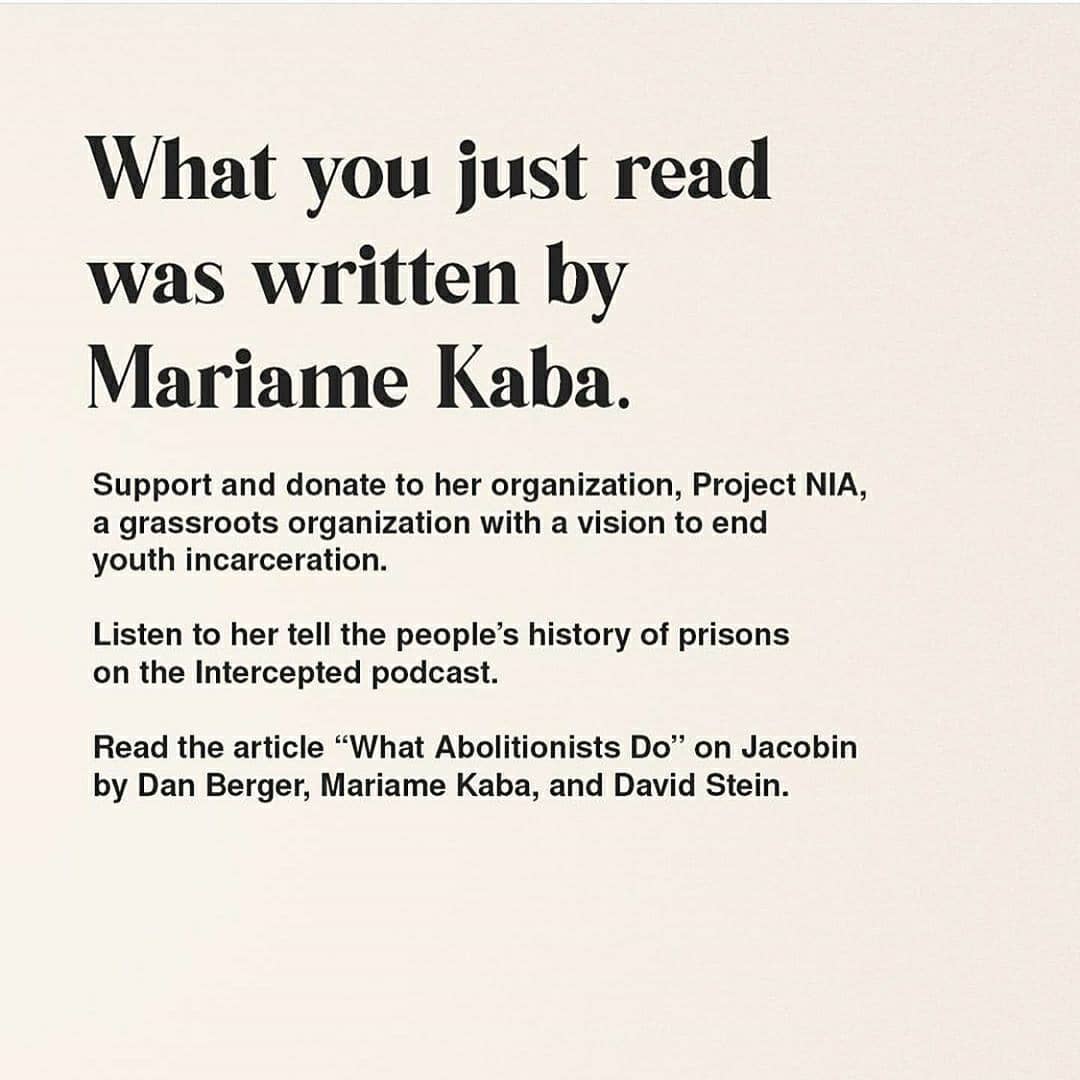 What you just read
was written by
Mariame Kaba.
Support and donate to her organization, Project NIA,
a grassroots organization with a vision to end
youth incarceration.
Listen to her tell the people’s history of prisons
on the Intercepted podcast.
Read the article “What Abolitionists Do” on Jacobin
by Dan Berger, Mariame Kaba, and David Stein.